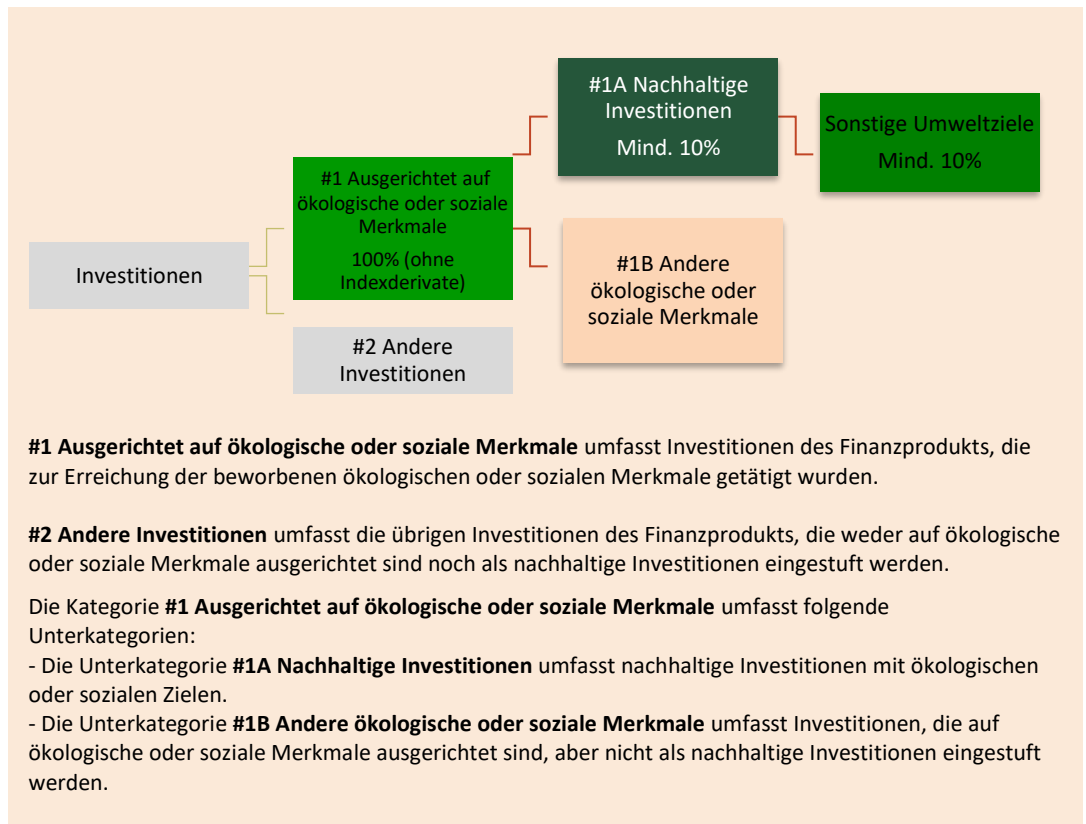 #1A Nachhaltige
Investitionen
Mind. 10%
Sonstige Umweltziele
Mind. 10%
#1 Ausgerichtet auf
ökologische oder soziale
Merkmale
100% (ohne
Indexderivate)
Investitionen
#1B Andere
ökologische oder
soziale Merkmale
#2 Andere
Investitionen
#1 Ausgerichtet auf ökologische oder soziale Merkmale umfasst Investitionen des Finanzprodukts, die
zur Erreichung der beworbenen ökologischen oder sozialen Merkmale getätigt wurden.
#2 Andere Investitionen umfasst die übrigen Investitionen des Finanzprodukts, die weder auf ökologische
oder soziale Merkmale ausgerichtet sind noch als nachhaltige Investitionen eingestuft werden.
Die Kategorie #1 Ausgerichtet auf ökologische oder soziale Merkmale umfasst folgende
Unterkategorien:
- Die Unterkategorie #1A Nachhaltige Investitionen umfasst nachhaltige Investitionen mit ökologischen
oder sozialen Zielen.
- Die Unterkategorie #1B Andere ökologische oder soziale Merkmale umfasst Investitionen, die auf
ökologische oder soziale Merkmale ausgerichtet sind, aber nicht als nachhaltige Investitionen eingestuft
werden.